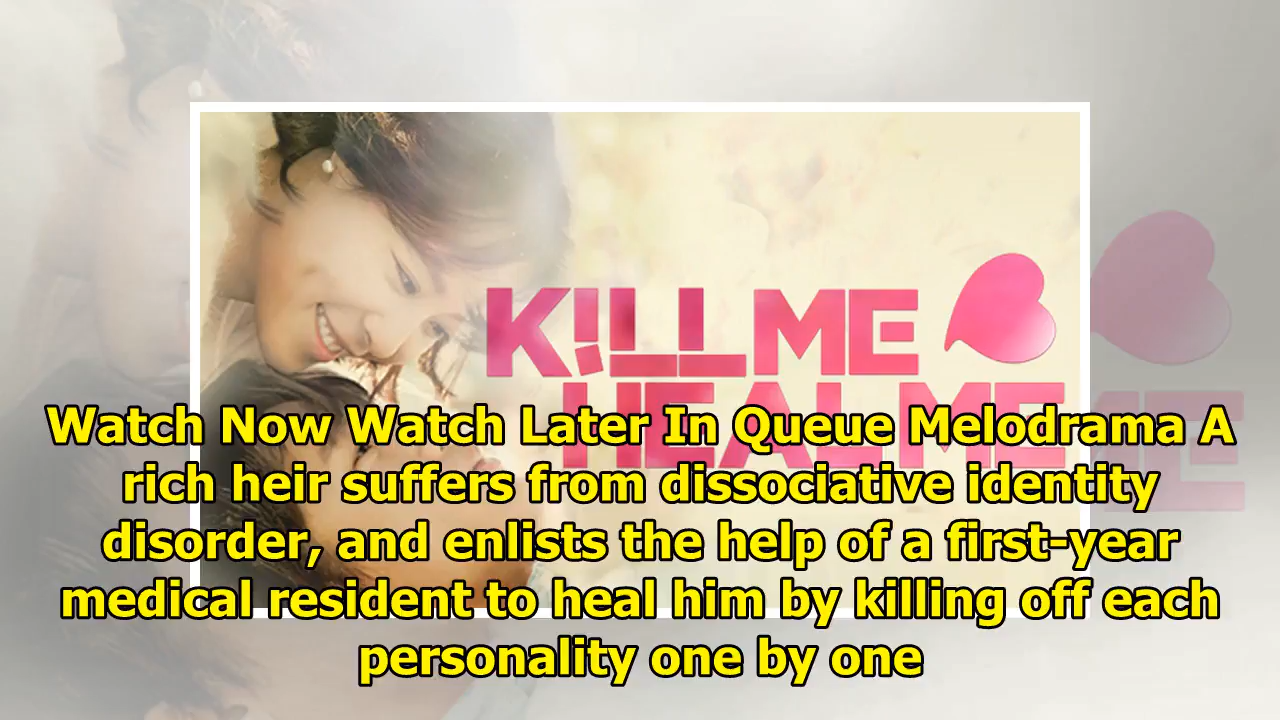 K!LL ME
HEAL ME
Watch Now Watch Later In Queue Melodrama A
rich heir suffers from dissociative identity
disorder, and enlists the help of a first-year
medical resident to heal him by killing off each
personality one by one